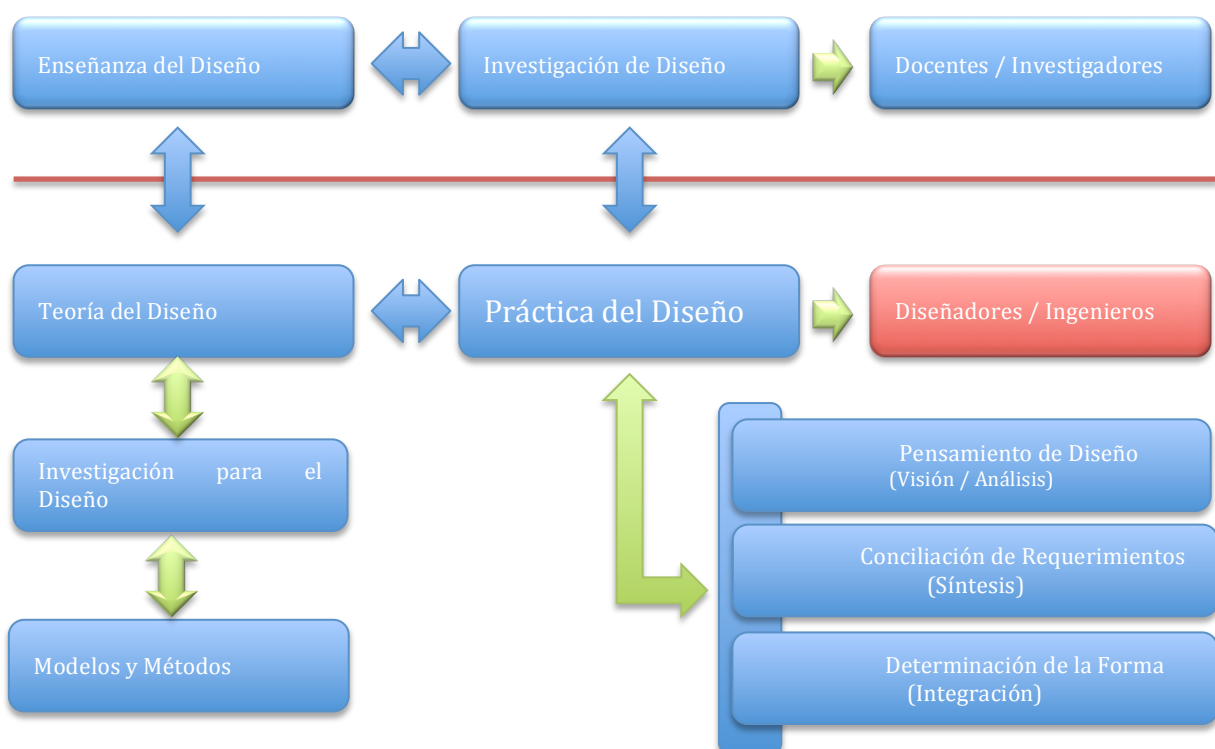 Enseñanza del Diseño
Investigación de Diseño
Docentes / Investigadores
Teoría del Diseño
Práctica del Diseño
Diseñadores / Ingenieros
Investigación para el
Diseño
Modelos y Métodos
Pensamiento de Diseño
(Visión / Análisis)
Conciliación de Requerimientos
(Síntesis)
Determinación de la Forma
(Integración)